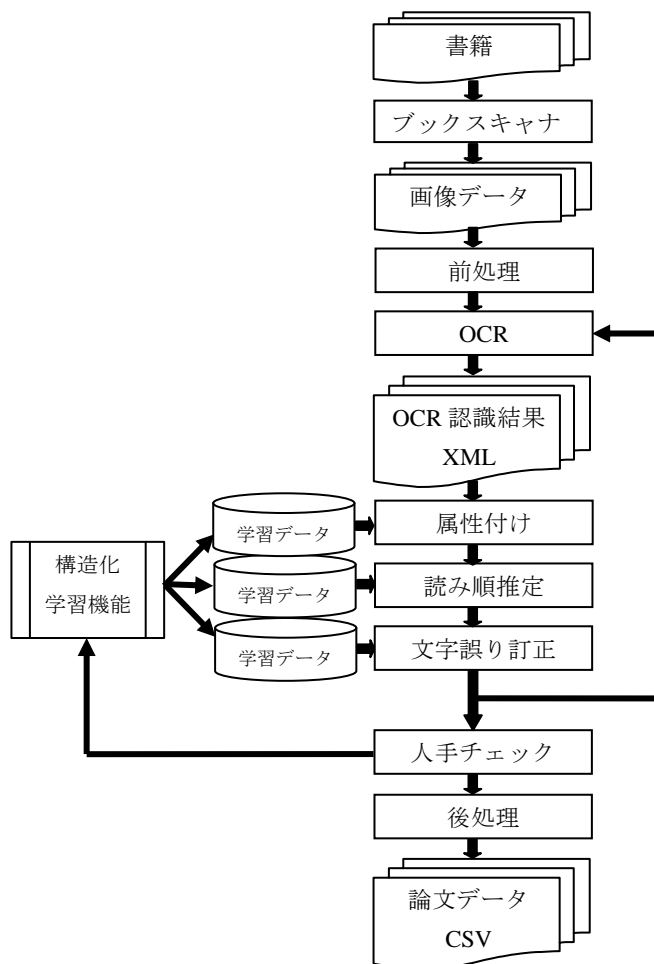 書籍
ブックスキャナ
画像データ
前処理
OCR
OCR 認識結果
XML
学習データ
属性付け
構造化
学習機能
学習データ
読み順推定
学習データ
文字誤り訂正
人手チェック
後処理
論文データ
CSV